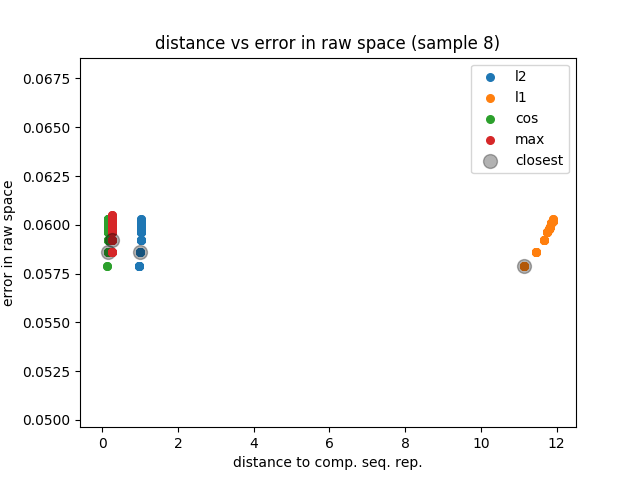 distance vs error in raw space (sample 8)
error in raw space
0.0675
0.0650
0.0625
0.0600
0.0575
0.0550
0.0525
0.0500
l2
l1
cos
max
closest
0 2 4 6 8 10 12
distance to comp. seq. rep.